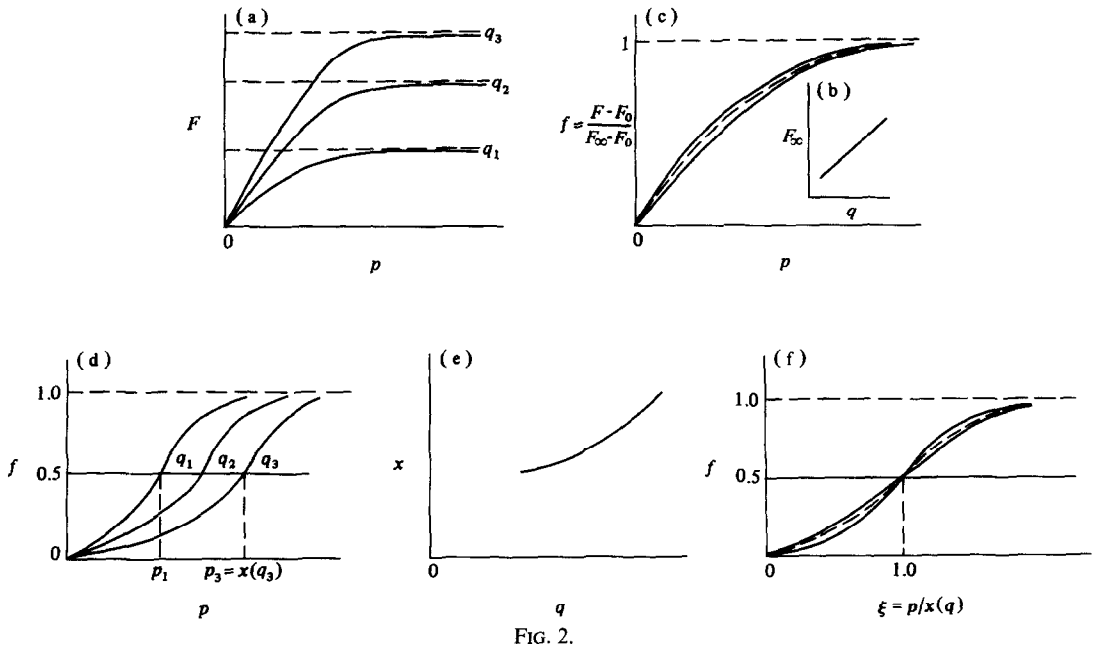 (a)
F
q₃
q₂
q₁
0
p
(c)
1
f = F - F₀ / F∞ - F₀
(b)
F∞
q
0
p
(d)
1.0
f
0.5
0
q₁ q₂ q₃
p₁ p₃ = x(q₃)
p
(e)
x
0
q
(f)
1.0
f
0.5
0
0 1.0
ξ = p/x(q)
FIG. 2.